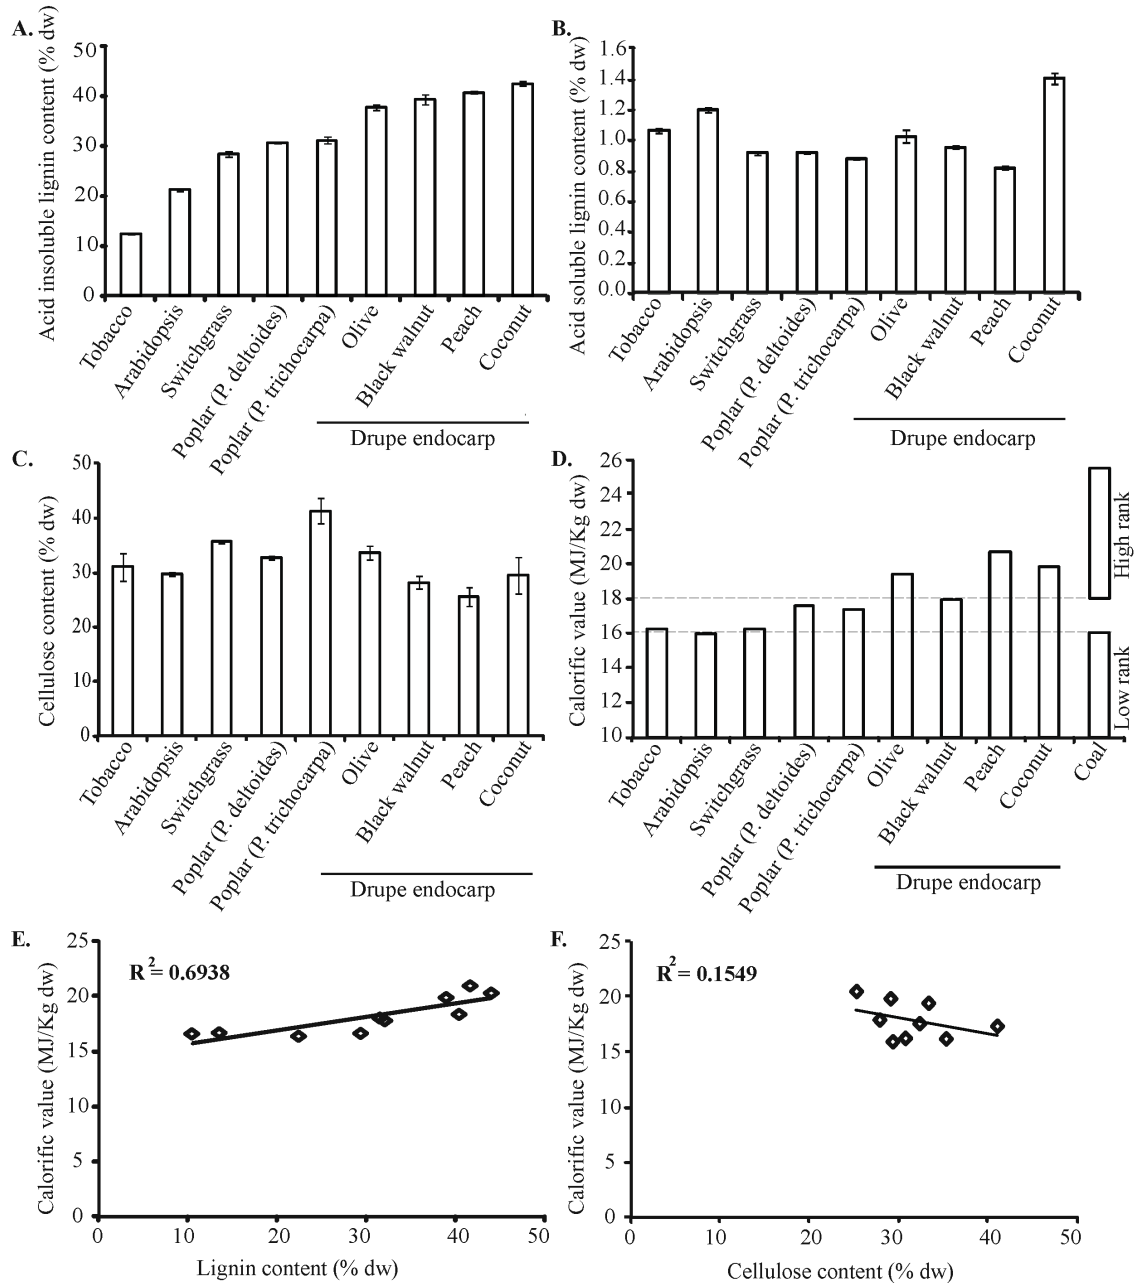 A.
Acid insoluble lignin content (% dw)
50
40
30
20
10
0
Tobacco
Arabidopsis
Switchgrass
Poplar (P. deltoides)
Poplar (P. trichocarpa)
Olive
Black walnut
Peach
Coconut
Drupe endocarp
B.
Acid soluble lignin content (% dw)
1.6
1.4
1.2
1.0
0.8
0.6
0.4
0.2
0.0
Tobacco
Arabidopsis
Switchgrass
Poplar (P. deltoides)
Poplar (P. trichocarpa)
Olive
Black walnut
Peach
Coconut
Drupe endocarp
C.
Cellulose content (% dw)
50
40
30
20
10
0
Tobacco
Arabidopsis
Switchgrass
Poplar (P. deltoides)
Poplar (P. trichocarpa)
Olive
Black walnut
Peach
Coconut
Drupe endocarp
D.
Calorific value (MJ/Kg dw)
26
24
22
20
18
16
14
12
10
Tobacco
Arabidopsis
Switchgrass
Poplar (P. deltoides)
Poplar (P. trichocarpa)
Olive
Black walnut
Peach
Coconut
Coal
High rank
Low rank
Drupe endocarp
E.
Calorific value (MJ/Kg dw)
25
20
15
10
5
0
R²= 0.6938
0 10 20 30 40 50
Lignin content (% dw)
F.
Calorific value (MJ/Kg dw)
25
20
15
10
5
0
R²= 0.1549
0 10 20 30 40 50
Cellulose content (% dw)